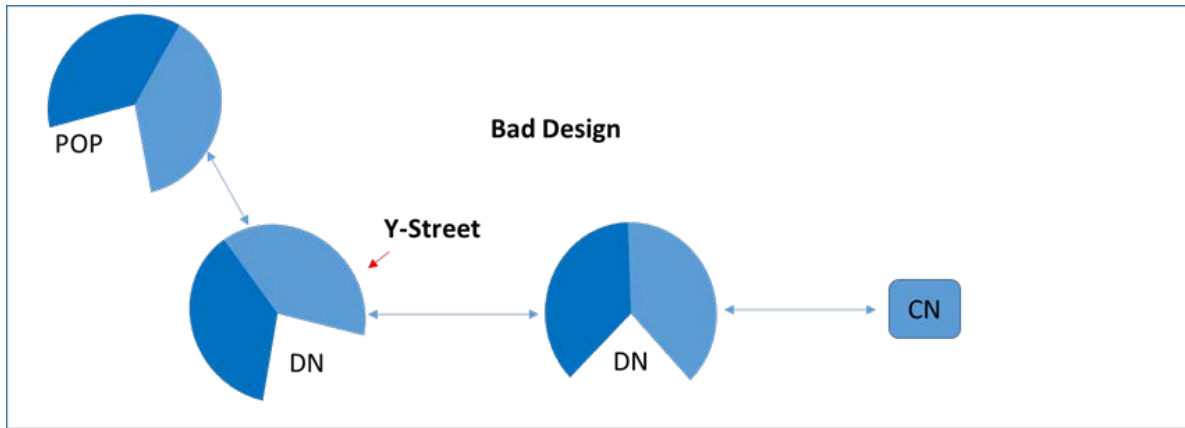 POP
Bad Design
Y-Street
DN
DN
CN